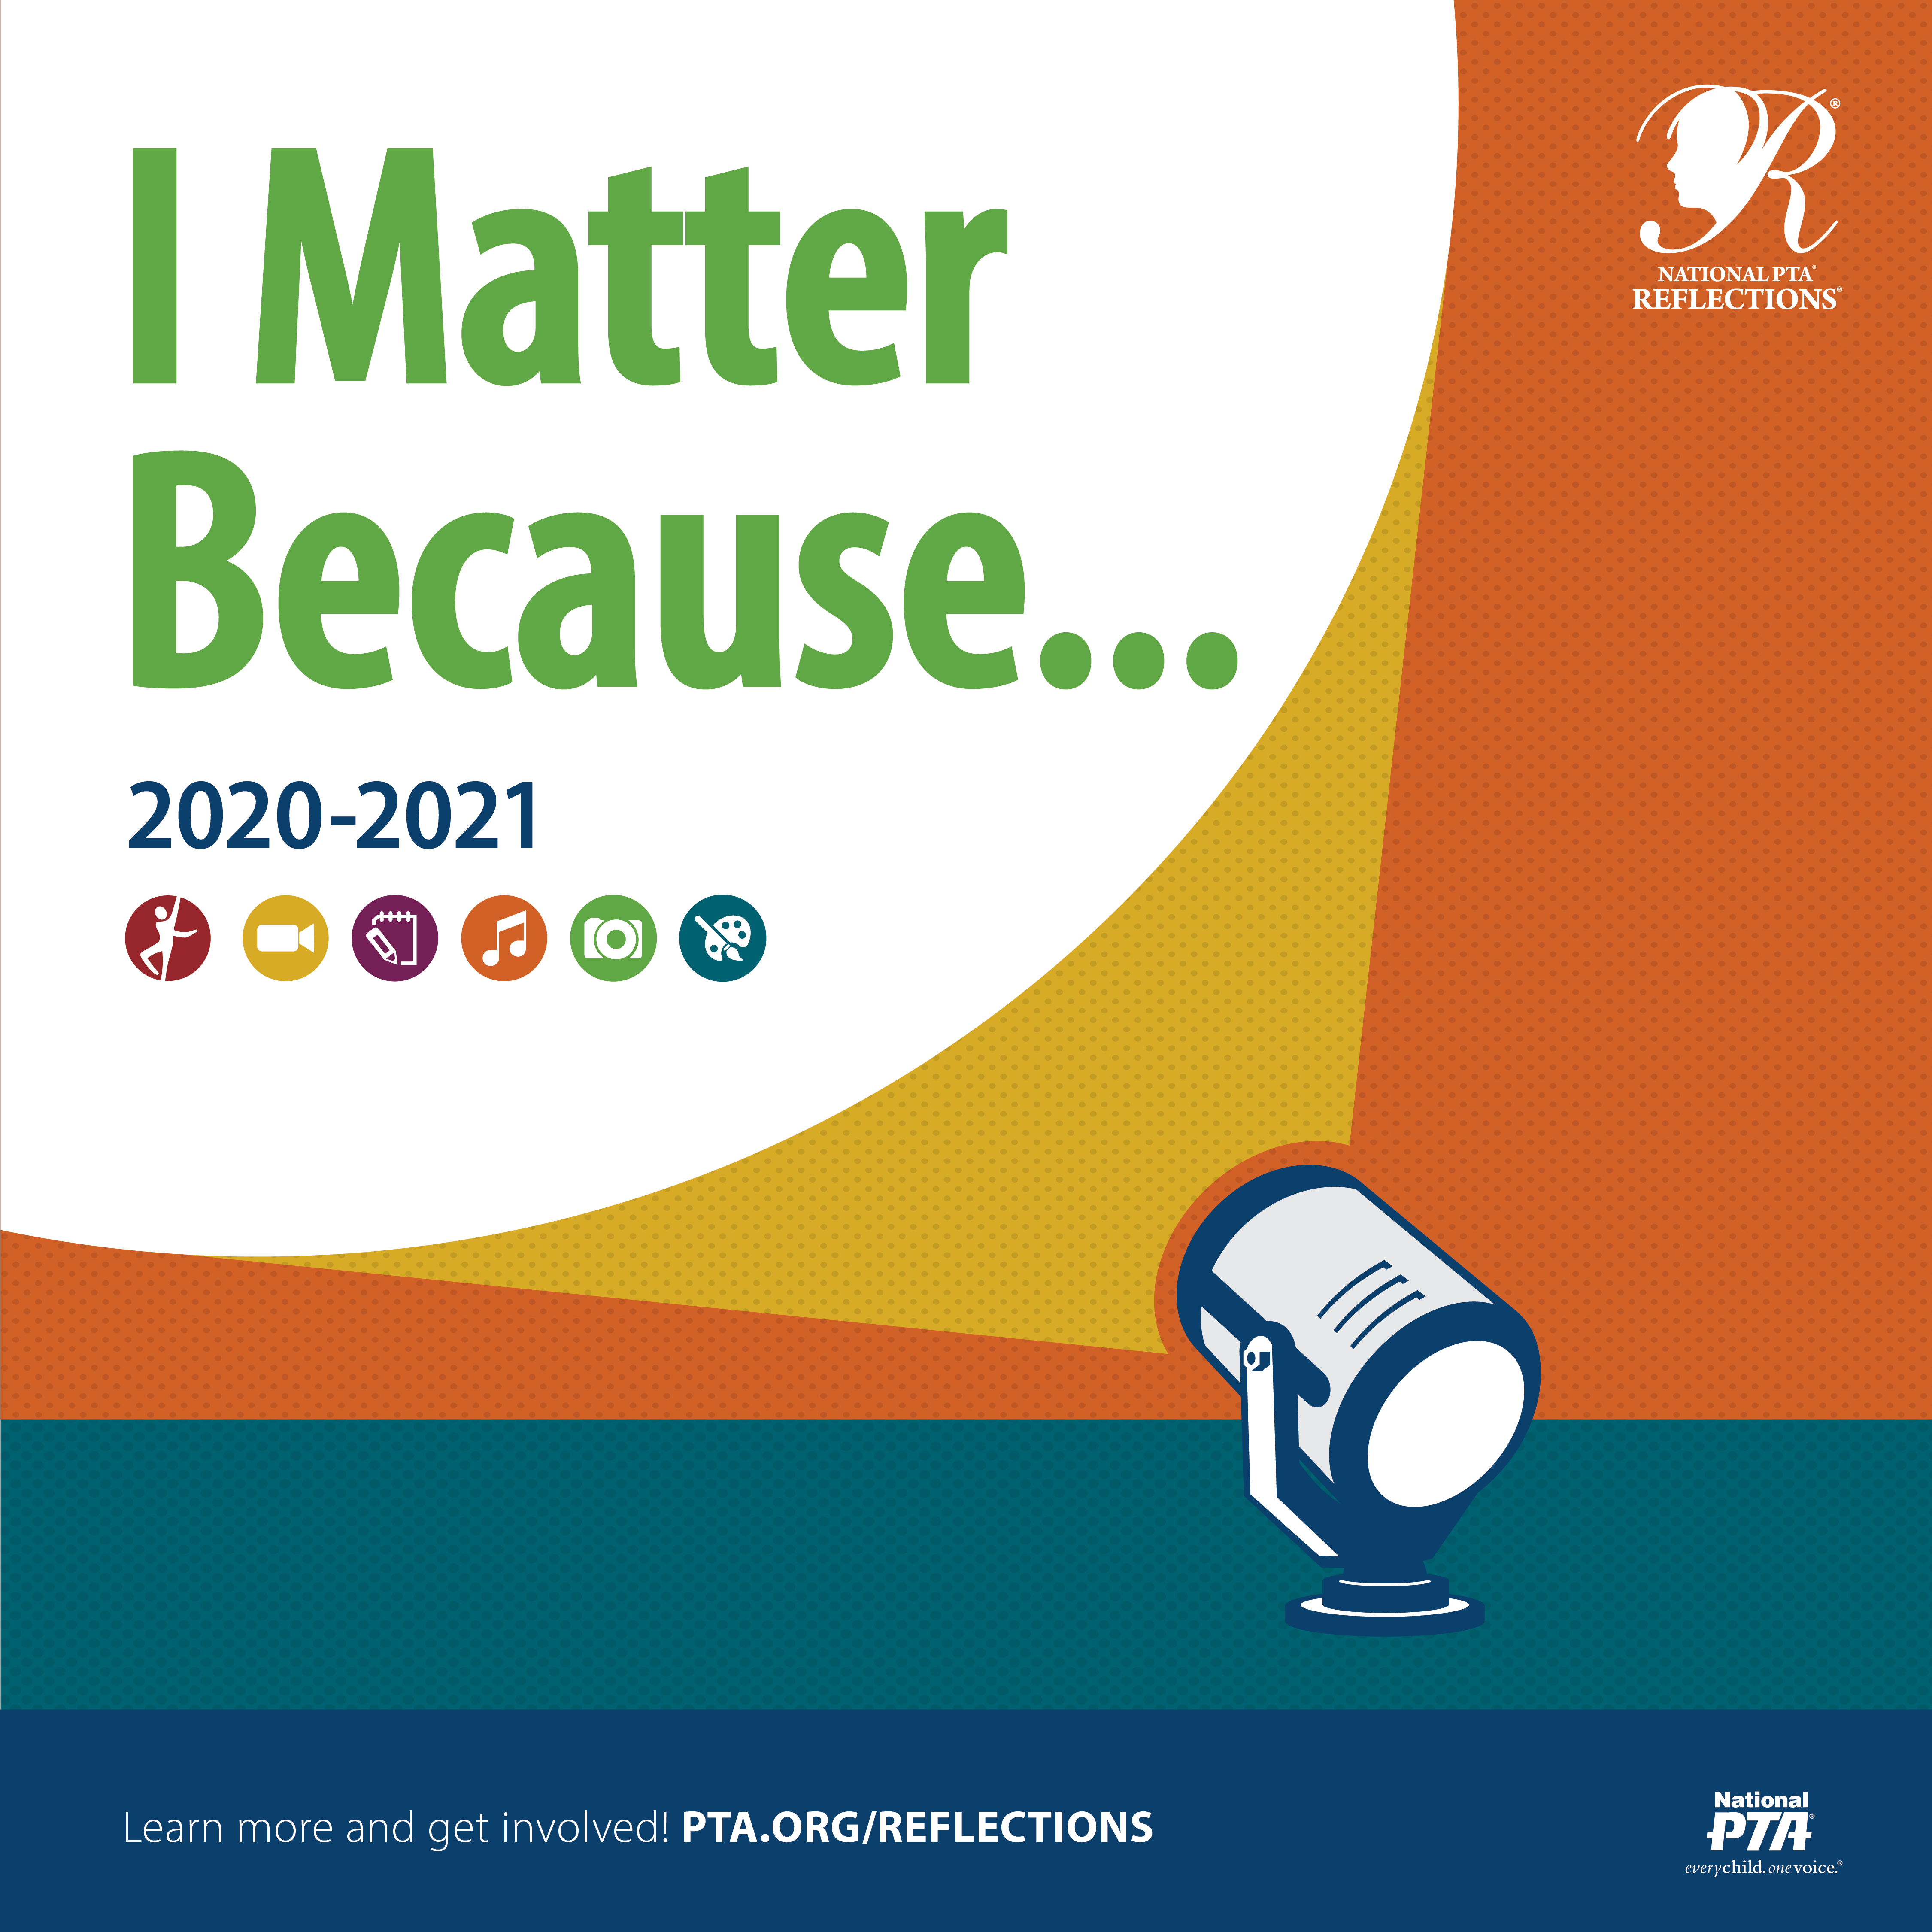 I Matter
Because...
2020-2021
R®
NATIONAL PTA®
REFLECTIONS®
Learn more and get involved! PTA.ORG/REFLECTIONS
National
PTA®
everychild.onevoice.®